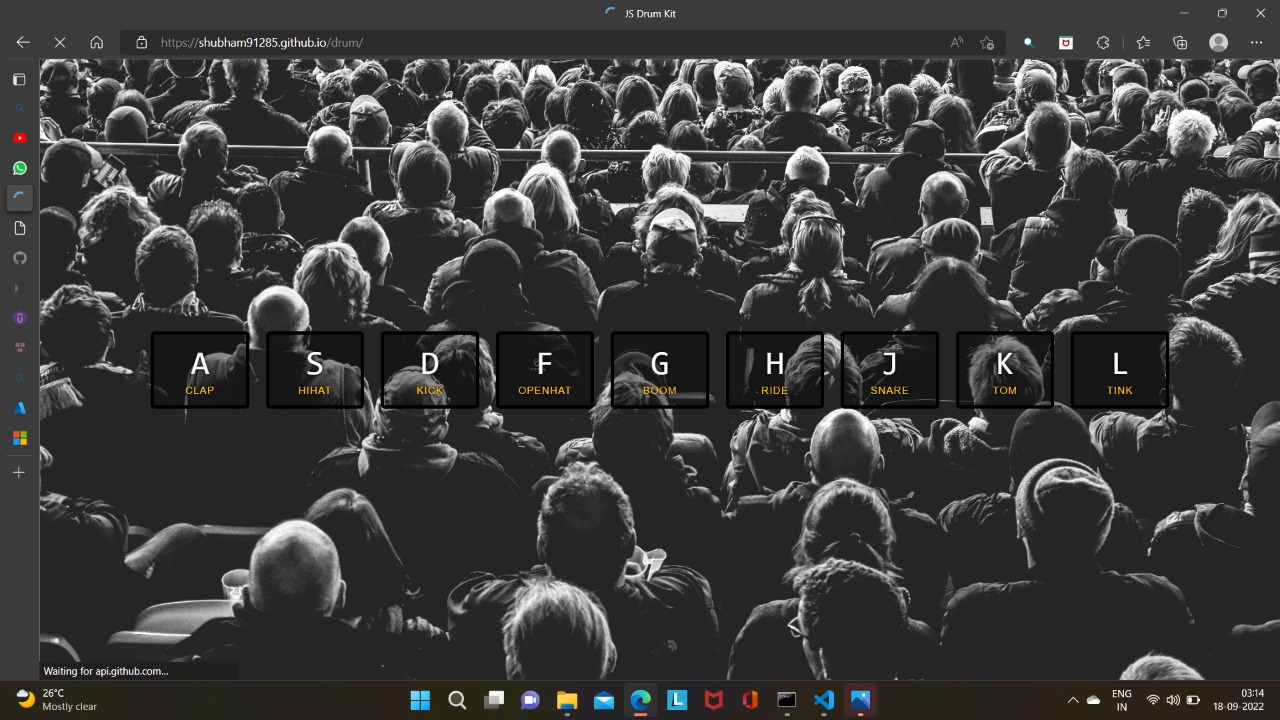 JS Drum Kit
https://shubham91285.github.io/drum/
A S D F G H J K L
CLAP HIHAT KICK OPENHAT BOOM RIDE SNARE TOM TINK
Waiting for api.github.com...
26°C
Mostly clear
ENG
IN
03:14
18-09-2022